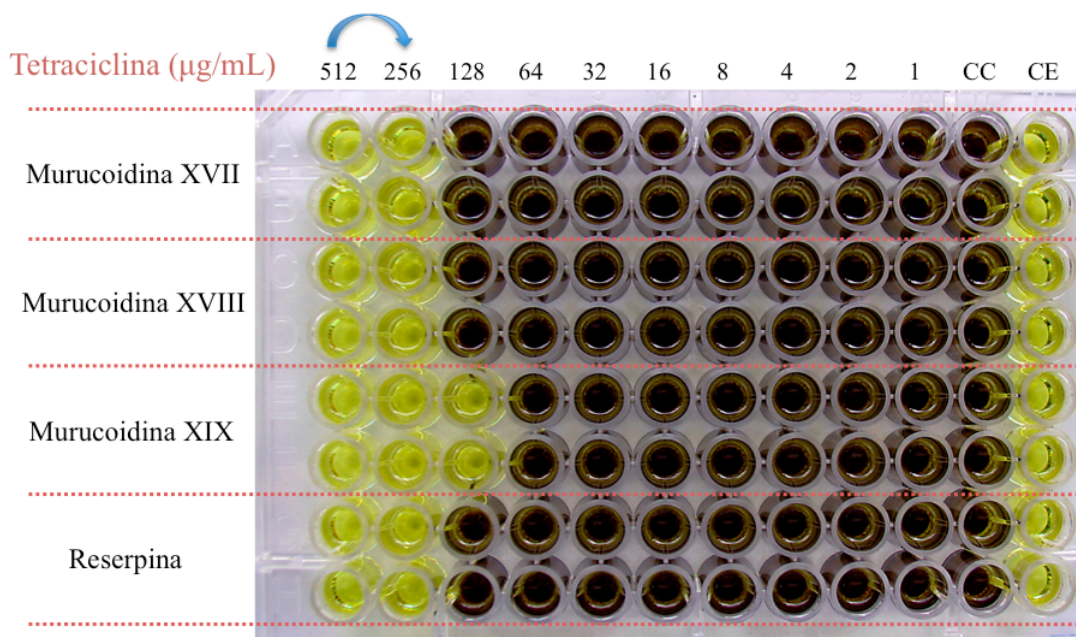 Tetraciclina (µg/mL) 512 256 128 64 32 16 8 4 2 1 CC CE
Murucoidina XVII
Murucoidina XVIII
Murucoidina XIX
Reserpina